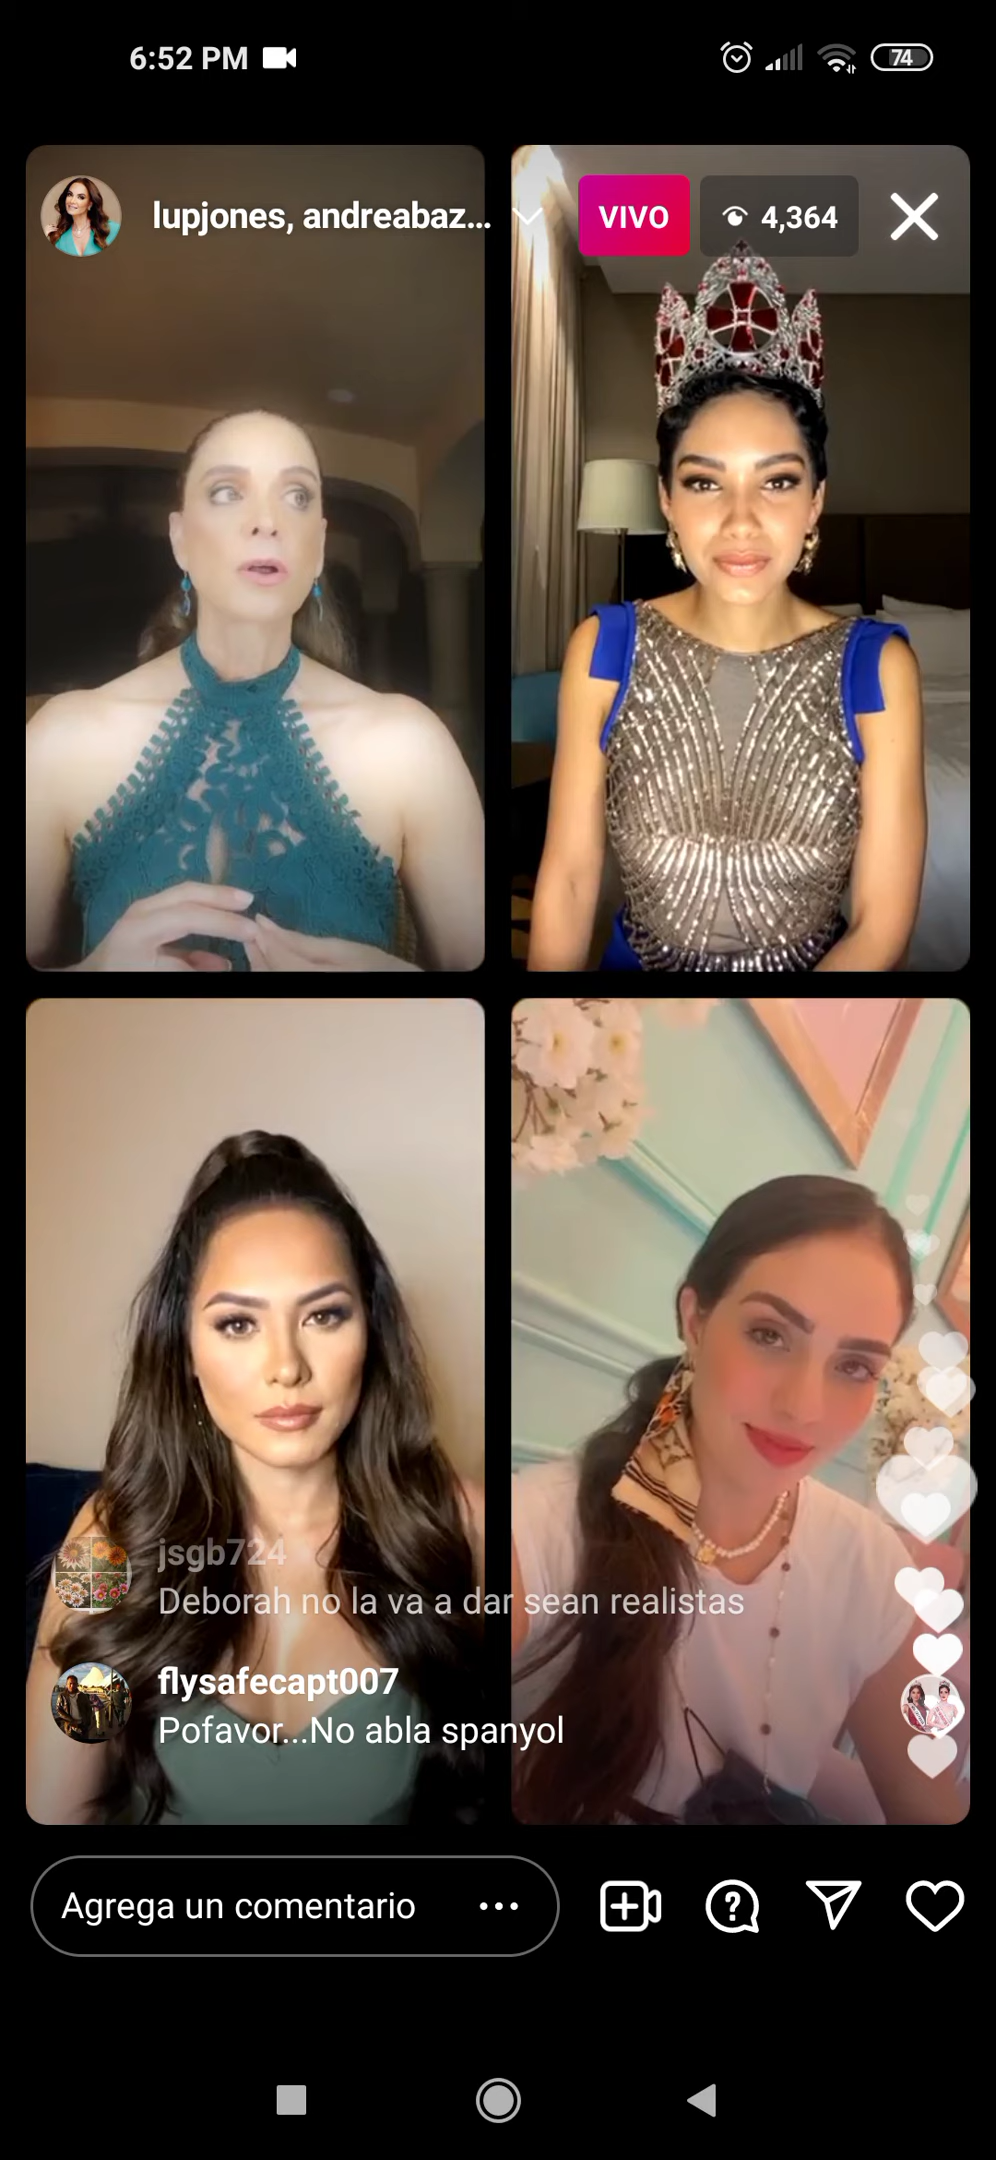 6:52 PM
74
lupjones, andreabaz...
VIVO
4,364
jsgb724
Deborah no la va a dar sean realistas
flysafecapt007
Pofavor...No abla spanyol
Agrega un comentario